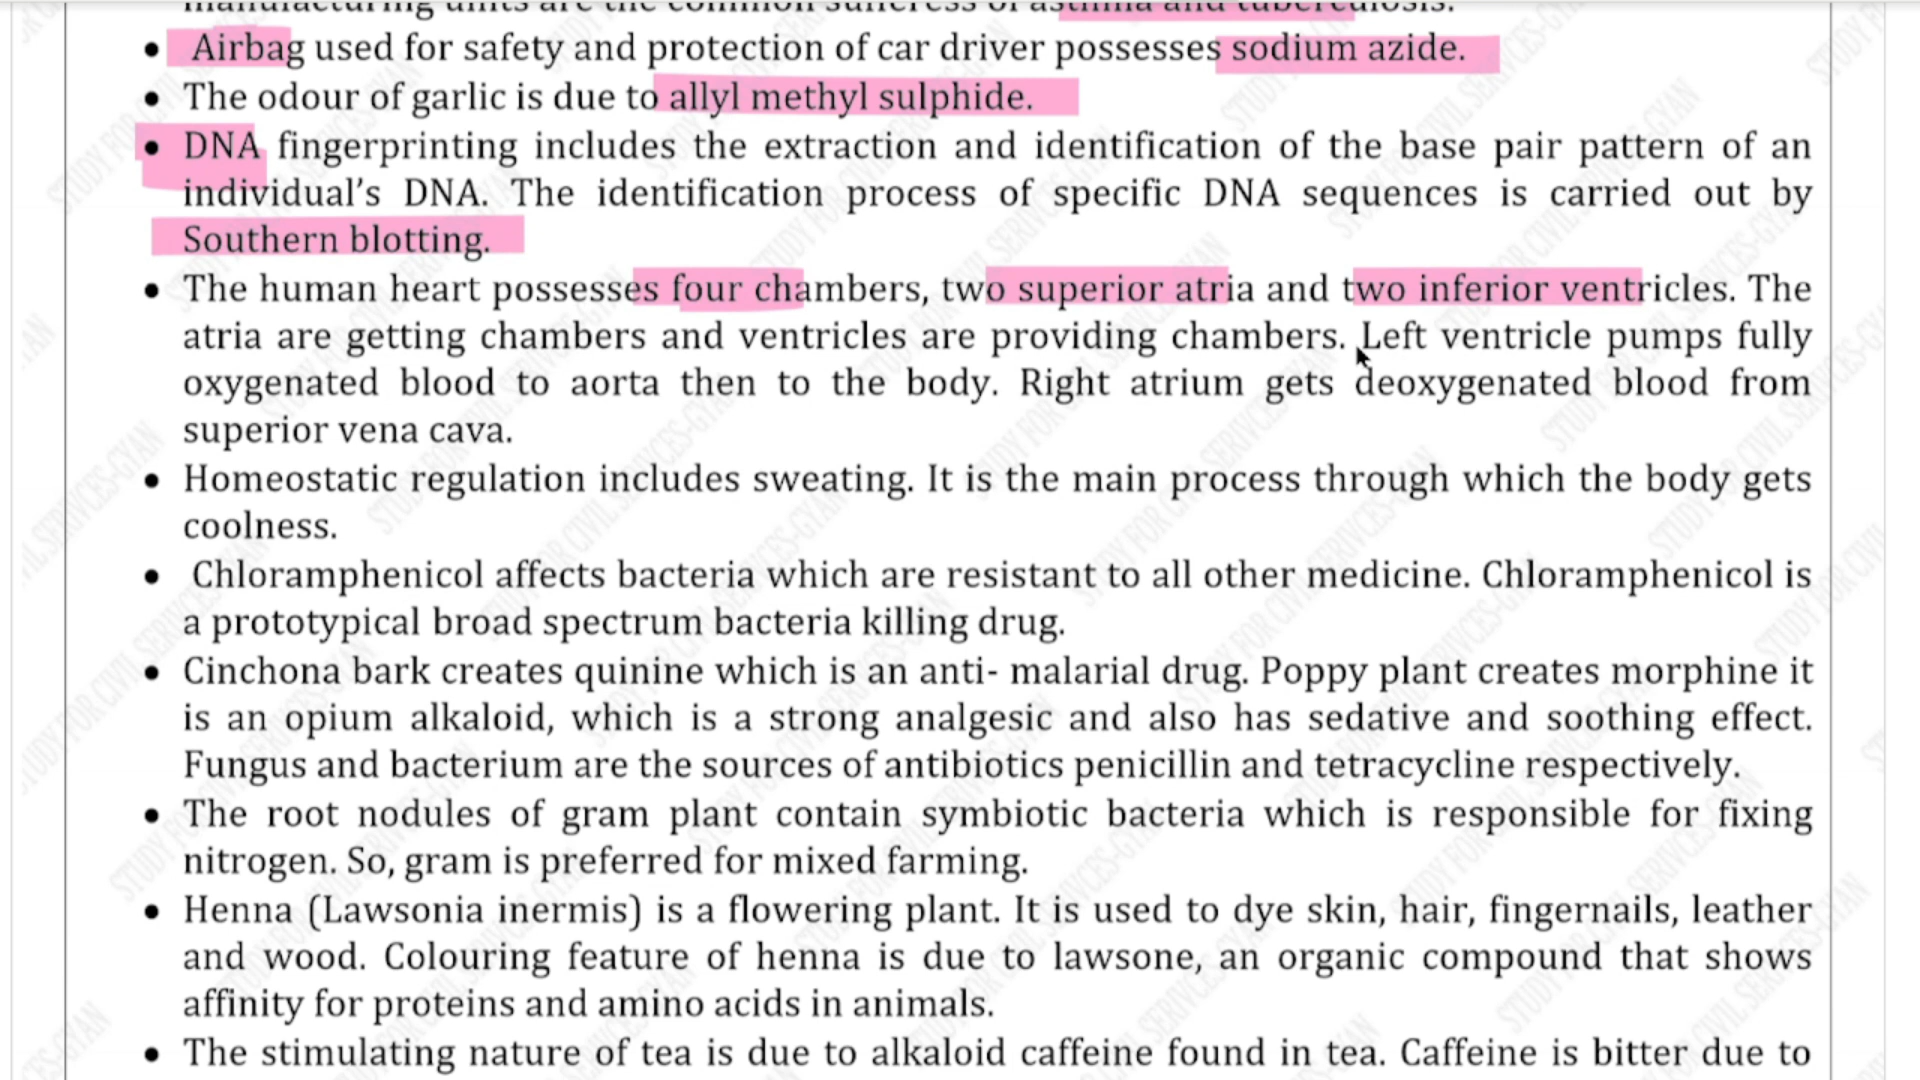 manufacturing units are the common sufferess of asthma and tuberculosis.
• Airbag used for safety and protection of car driver possesses sodium azide.
• The odour of garlic is due to allyl methyl sulphide.
• DNA fingerprinting includes the extraction and identification of the base pair pattern of an
individual's DNA. The identification process of specific DNA sequences is carried out by
Southern blotting.
• The human heart possesses four chambers, two superior atria and two inferior ventricles. The
atria are getting chambers and ventricles are providing chambers. Left ventricle pumps fully
oxygenated blood to aorta then to the body. Right atrium gets deoxygenated blood from
superior vena cava.
• Homeostatic regulation includes sweating. It is the main process through which the body gets
coolness.
• Chloramphenicol affects bacteria which are resistant to all other medicine. Chloramphenicol is
a prototypical broad spectrum bacteria killing drug.
• Cinchona bark creates quinine which is an anti- malarial drug. Poppy plant creates morphine it
is an opium alkaloid, which is a strong analgesic and also has sedative and soothing effect.
Fungus and bacterium are the sources of antibiotics penicillin and tetracycline respectively.
• The root nodules of gram plant contain symbiotic bacteria which is responsible for fixing
nitrogen. So, gram is preferred for mixed farming.
• Henna (Lawsonia inermis) is a flowering plant. It is used to dye skin, hair, fingernails, leather
and wood. Colouring feature of henna is due to lawsone, an organic compound that shows
affinity for proteins and amino acids in animals.
• The stimulating nature of tea is due to alkaloid caffeine found in tea. Caffeine is bitter due to